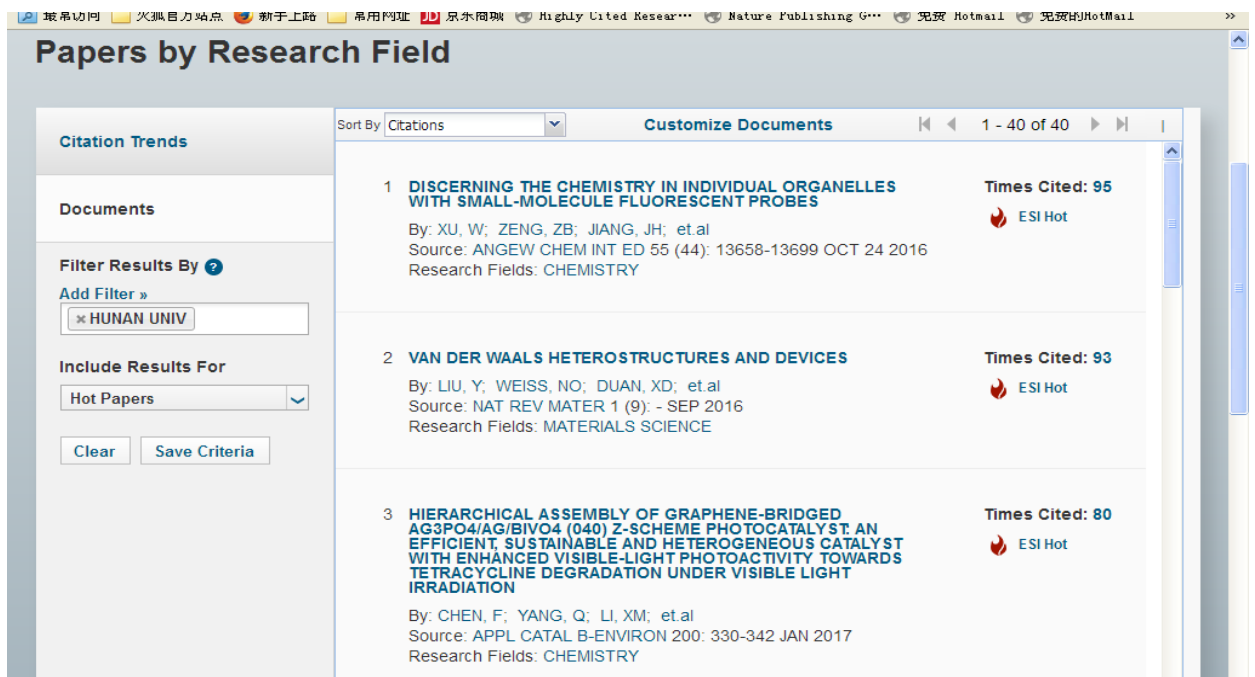 最常访问 火狐官方站点 新手上路 常用网址 JD 京东商城 Highly Cited Resear··· Nature Publishing G··· 免费 Hotmail 免费的HotMail »
Papers by Research Field
Citation Trends
Documents
Filter Results By ?
Add Filter »
× HUNAN UNIV
Include Results For
Hot Papers
Clear Save Criteria
Sort By Citations Customize Documents 1 - 40 of 40
1 DISCERNING THE CHEMISTRY IN INDIVIDUAL ORGANELLES
WITH SMALL-MOLECULE FLUORESCENT PROBES
By: XU, W; ZENG, ZB; JIANG, JH; et.al
Source: ANGEW CHEM INT ED 55 (44): 13658-13699 OCT 24 2016
Research Fields: CHEMISTRY
Times Cited: 95
ESI Hot
2 VAN DER WAALS HETEROSTRUCTURES AND DEVICES
By: LIU, Y; WEISS, NO; DUAN, XD; et.al
Source: NAT REV MATER 1 (9): - SEP 2016
Research Fields: MATERIALS SCIENCE
Times Cited: 93
ESI Hot
3 HIERARCHICAL ASSEMBLY OF GRAPHENE-BRIDGED
AG3PO4/AG/BIVO4 (040) Z-SCHEME PHOTOCATALYST: AN
EFFICIENT, SUSTAINABLE AND HETEROGENEOUS CATALYST
WITH ENHANCED VISIBLE-LIGHT PHOTOACTIVITY TOWARDS
TETRACYCLINE DEGRADATION UNDER VISIBLE LIGHT
IRRADIATION
By: CHEN, F; YANG, Q; LI, XM; et.al
Source: APPL CATAL B-ENVIRON 200: 330-342 JAN 2017
Research Fields: CHEMISTRY
Times Cited: 80
ESI Hot